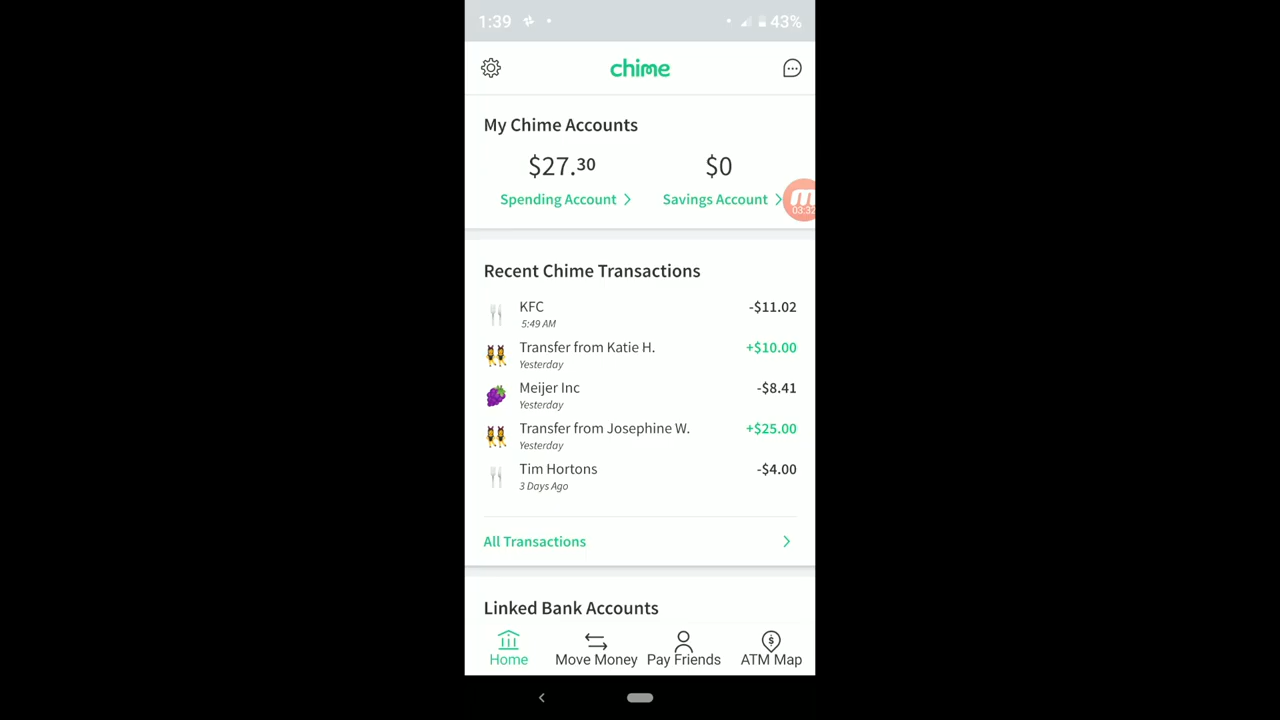 1:39 43%
chime
My Chime Accounts
$27.30 $0
Spending Account Savings Account
03:32
Recent Chime Transactions
KFC -$11.02
5:49 AM
Transfer from Katie H. +$10.00
Yesterday
Meijer Inc -$8.41
Yesterday
Transfer from Josephine W. +$25.00
Yesterday
Tim Hortons -$4.00
3 Days Ago
All Transactions
Linked Bank Accounts
Home Move Money Pay Friends ATM Map